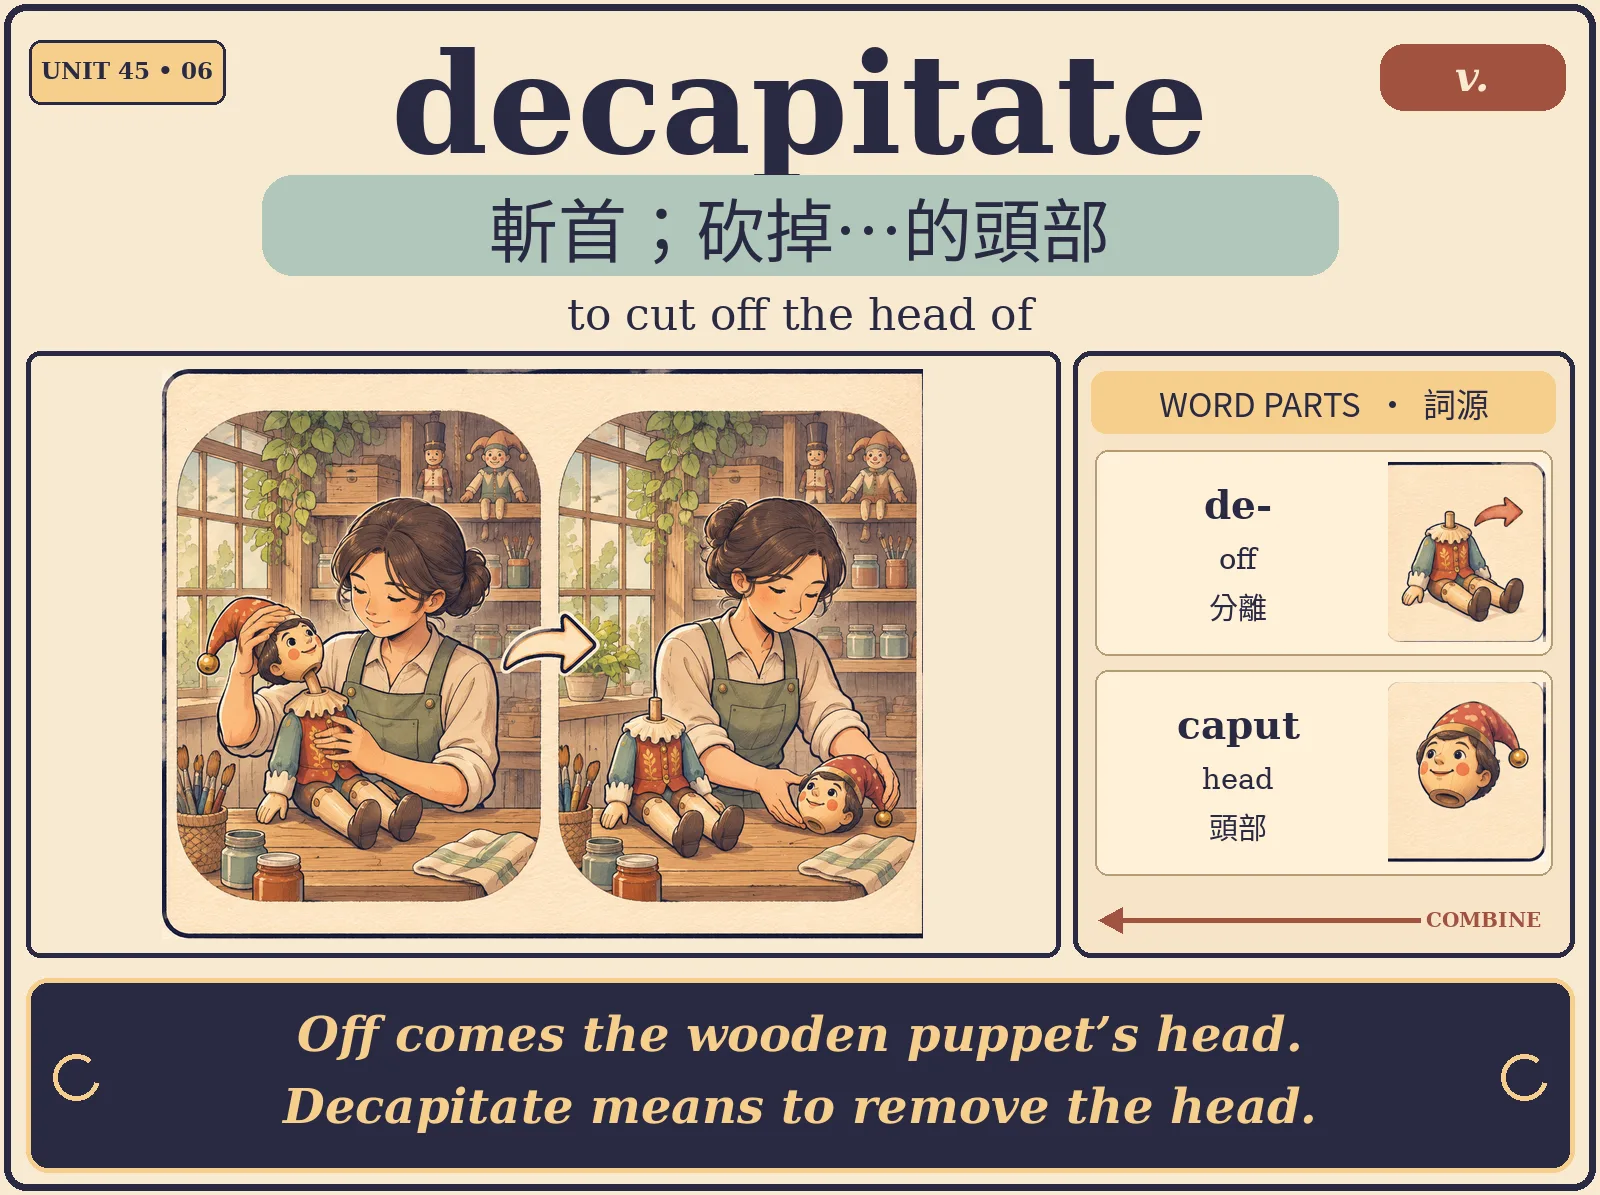 UNIT 45 • 06
decapitate
v.
斬首；砍掉⋯的頭部
to cut off the head of
WORD PARTS ・ 詞源
de-
off
分離
caput
head
頭部
COMBINE
Off comes the wooden puppet’s head.
Decapitate means to remove the head.